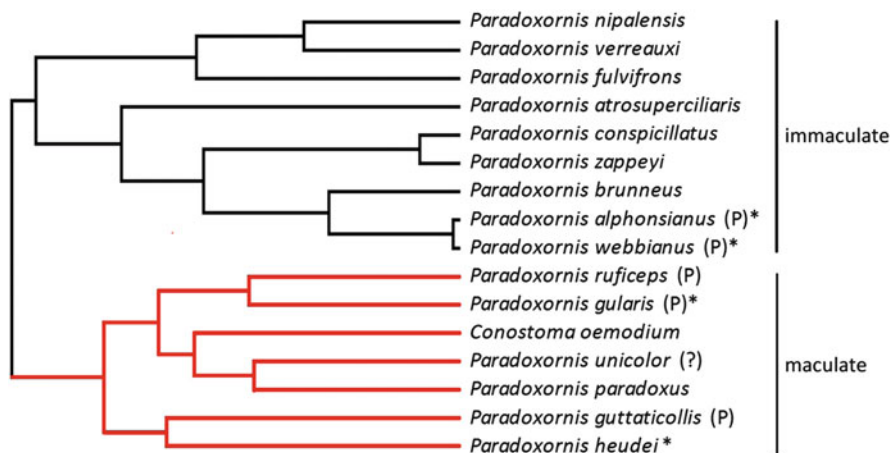 Paradoxornis nipalensis
Paradoxornis verreauxi
Paradoxornis fulvifrons
Paradoxornis atrosuperciliaris
Paradoxornis conspicillatus
immaculate
Paradoxornis zappeyi
Paradoxornis brunneus
Paradoxornis alphonsianus (P)*
Paradoxornis webbianus (P)*
Paradoxornis ruficeps (P)
Paradoxornis gularis (P)*
Conostoma oemodium
Paradoxornis unicolor (?)
maculate
Paradoxornis paradoxus
Paradoxornis guttaticollis (P)
Paradoxornis heudei *